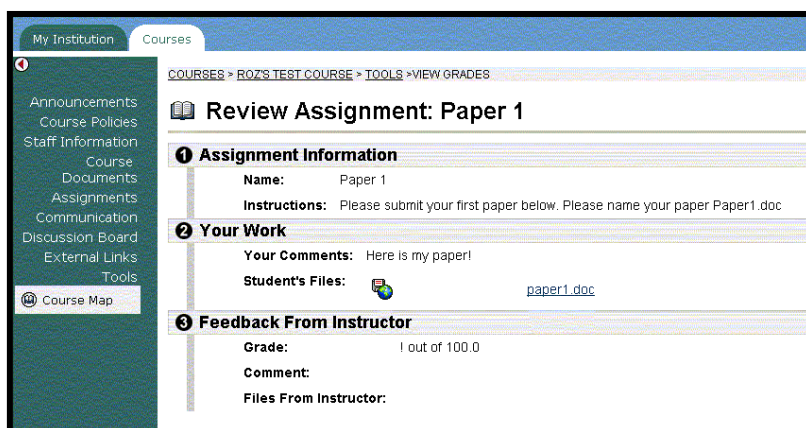 My Institution Courses
COURSES > ROZ'S TEST COURSE > TOOLS >VIEW GRADES
Announcements
Course Policies
Staff Information
Course
Documents
Assignments
Communication
Discussion Board
External Links
Tools
Course Map
Review Assignment: Paper 1
1 Assignment Information
Name: Paper 1
Instructions: Please submit your first paper below. Please name your paper Paper1.doc
2 Your Work
Your Comments: Here is my paper!
Student's Files: paper1.doc
3 Feedback From Instructor
Grade: ! out of 100.0
Comment:
Files From Instructor: